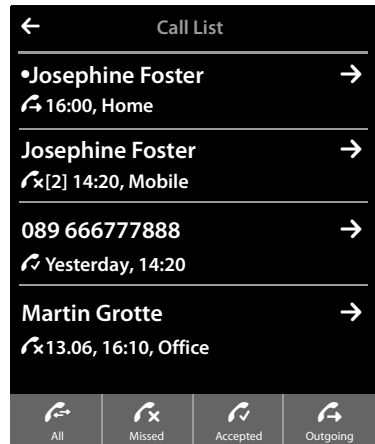 Call List
•Josephine Foster
16:00, Home
Josephine Foster
[2] 14:20, Mobile
089 666777888
Yesterday, 14:20
Martin Grotte
13.06, 16:10, Office
All Missed Accepted Outgoing